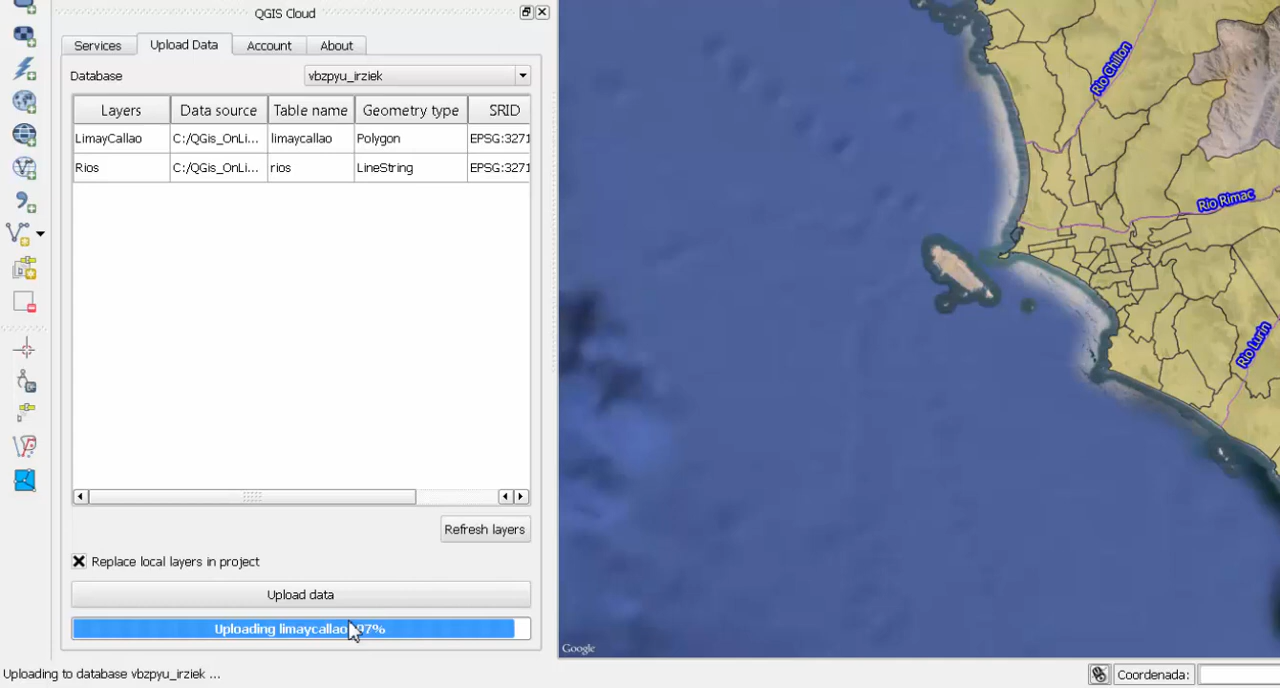 QGIS Cloud
Services
Upload Data
Account
About
Database
vbzpyu_irziek
Layers
Data source
Table name
Geometry type
SRID
LimayCallao
C:/QGis_OnLi...
limaycallao
Polygon
EPSG:3271
Rios
C:/QGis_OnLi...
rios
LineString
EPSG:3271
Refresh layers
Replace local layers in project
Upload data
Uploading limaycallao 97%
Uploading to database vbzpyu_irziek ...
Rio Chillon
Rio Rimac
Rio Lurin
Google
Coordenada: